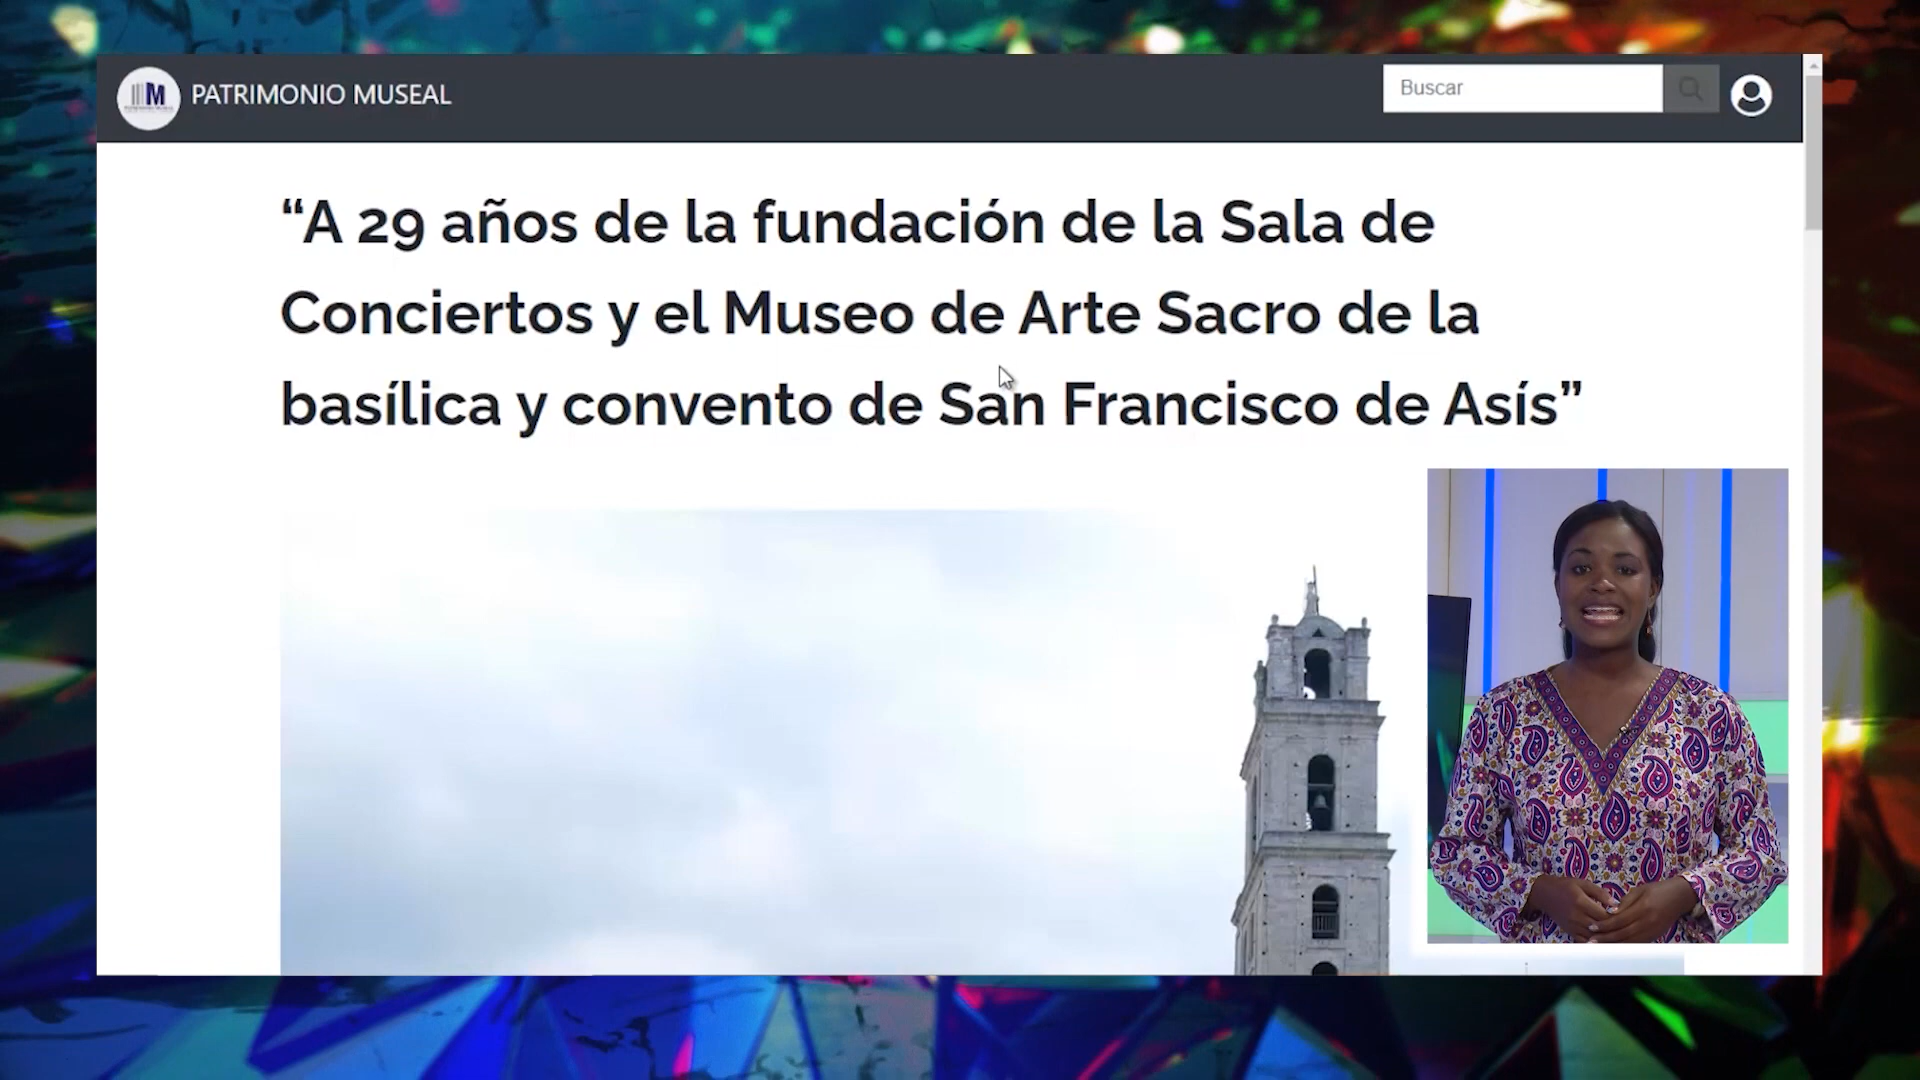 M
PATRIMONIO MUSEAL
Buscar
“A 29 años de la fundación de la Sala de
Conciertos y el Museo de Arte Sacro de la
basílica y convento de San Francisco de Asís”